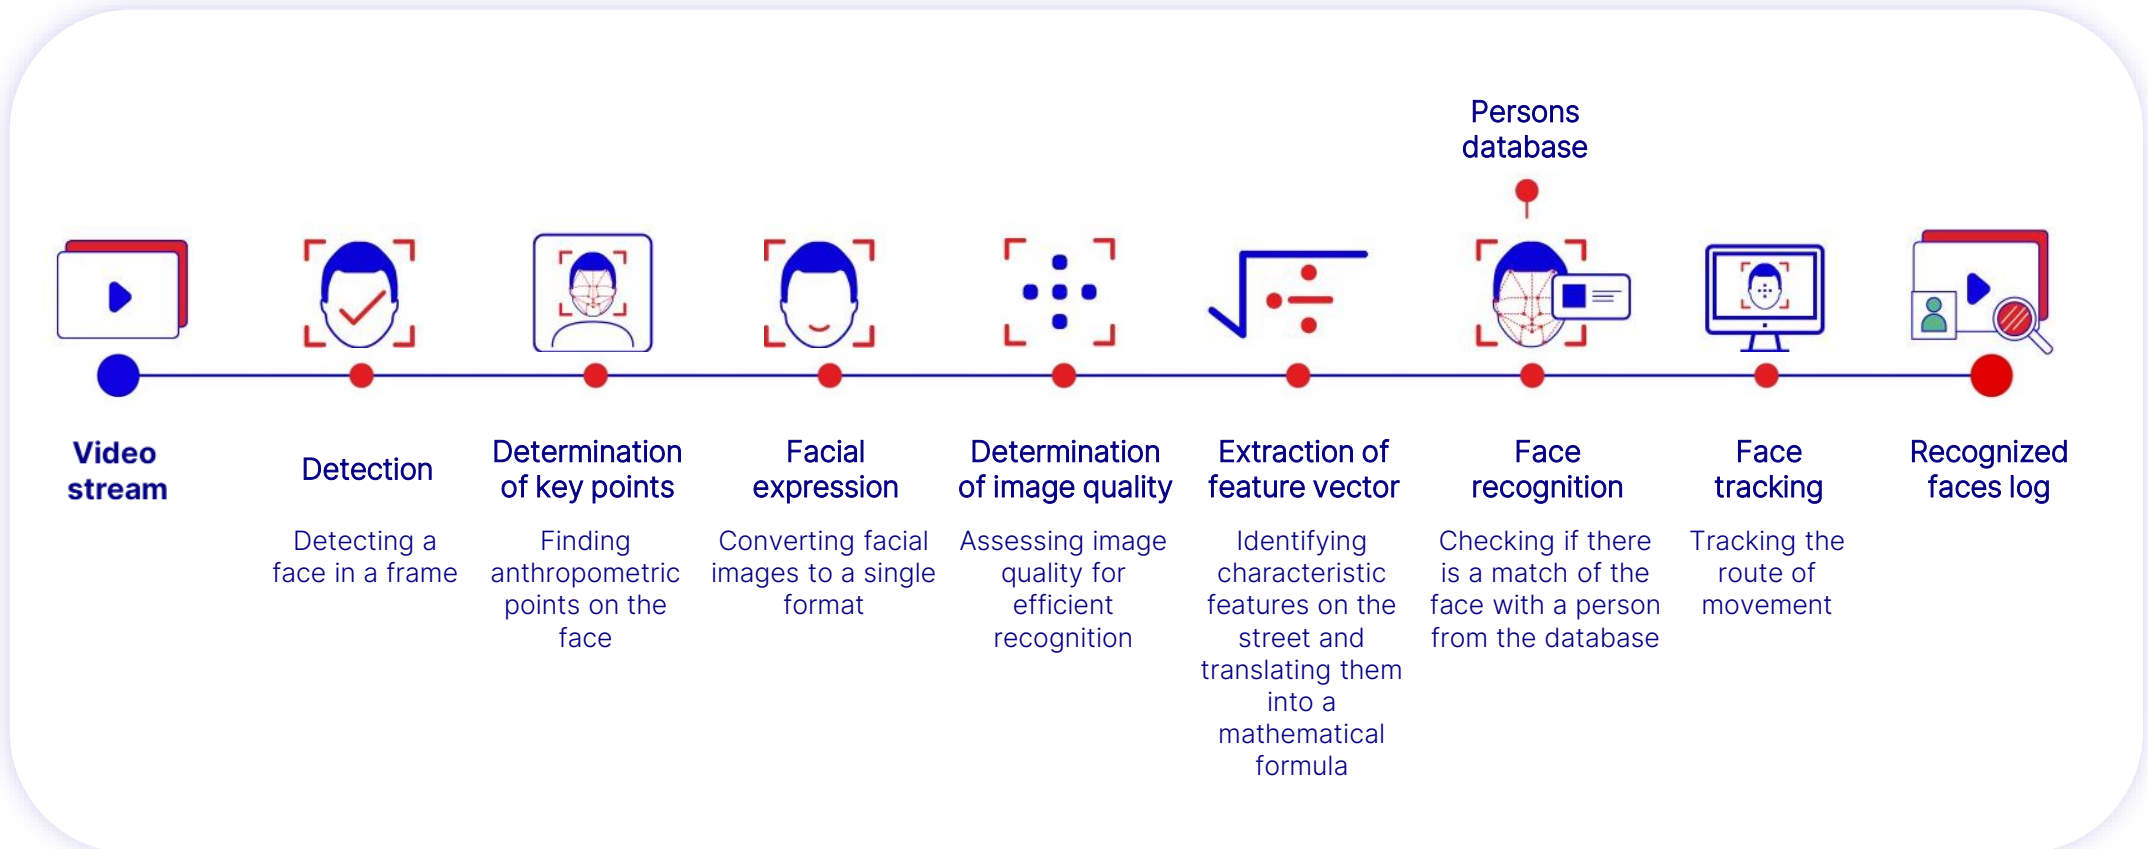 Persons
database
Video
stream
Detection
Detecting a
face in a frame
Determination
of key points
Finding
anthropometric
points on the
face
Facial
expression
Converting facial
images to a single
format
Determination
of image quality
Assessing image
quality for
efficient
recognition
Extraction of
feature vector
Identifying
characteristic
features on the
street and
translating them
into a
mathematical
formula
Face
recognition
Checking if there
is a match of the
face with a person
from the database
Face
tracking
Tracking the
route of
movement
Recognized
faces log